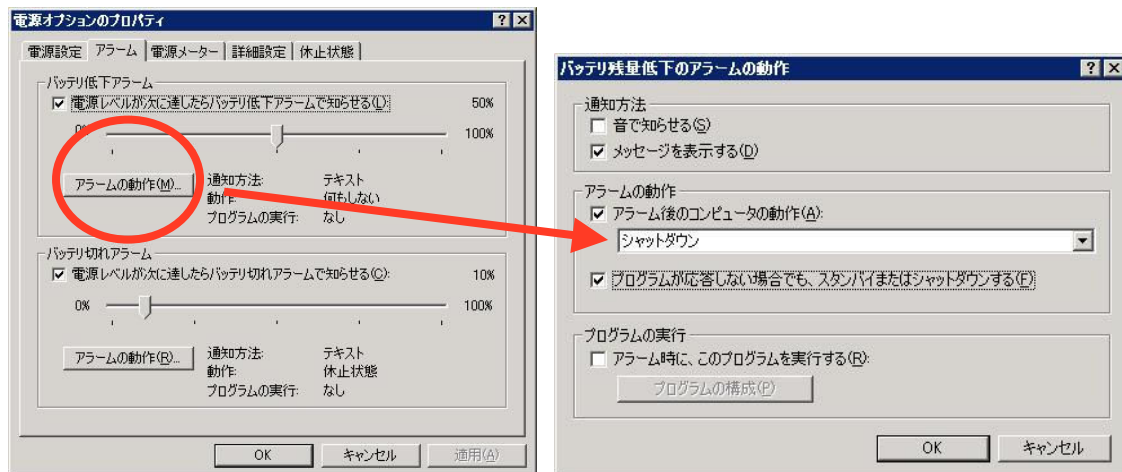 電源オプションのプロパティ
電源設定 アラーム 電源メーター 詳細設定 休止状態
バッテリ低下アラーム
電源レベルが次に達したらバッテリ低下アラームで知らせる(L): 50%
0% 100%
アラームの動作(M)... 通知方法: テキスト
動作: 何もしない
プログラムの実行: なし
バッテリ切れアラーム
電源レベルが次に達したらバッテリ切れアラームで知らせる(C): 10%
0% 100%
アラームの動作(R)... 通知方法: テキスト
動作: 休止状態
プログラムの実行: なし
OK キャンセル 適用(A)
バッテリ残量低下のアラームの動作
通知方法
音で知らせる(S)
メッセージを表示する(D)
アラームの動作
アラーム後のコンピュータの動作(A):
シャットダウン
プログラムが応答しない場合でも、スタンバイまたはシャットダウンする(F)
プログラムの実行
アラーム時に、このプログラムを実行する(R):
プログラムの構成(P)
OK キャンセル